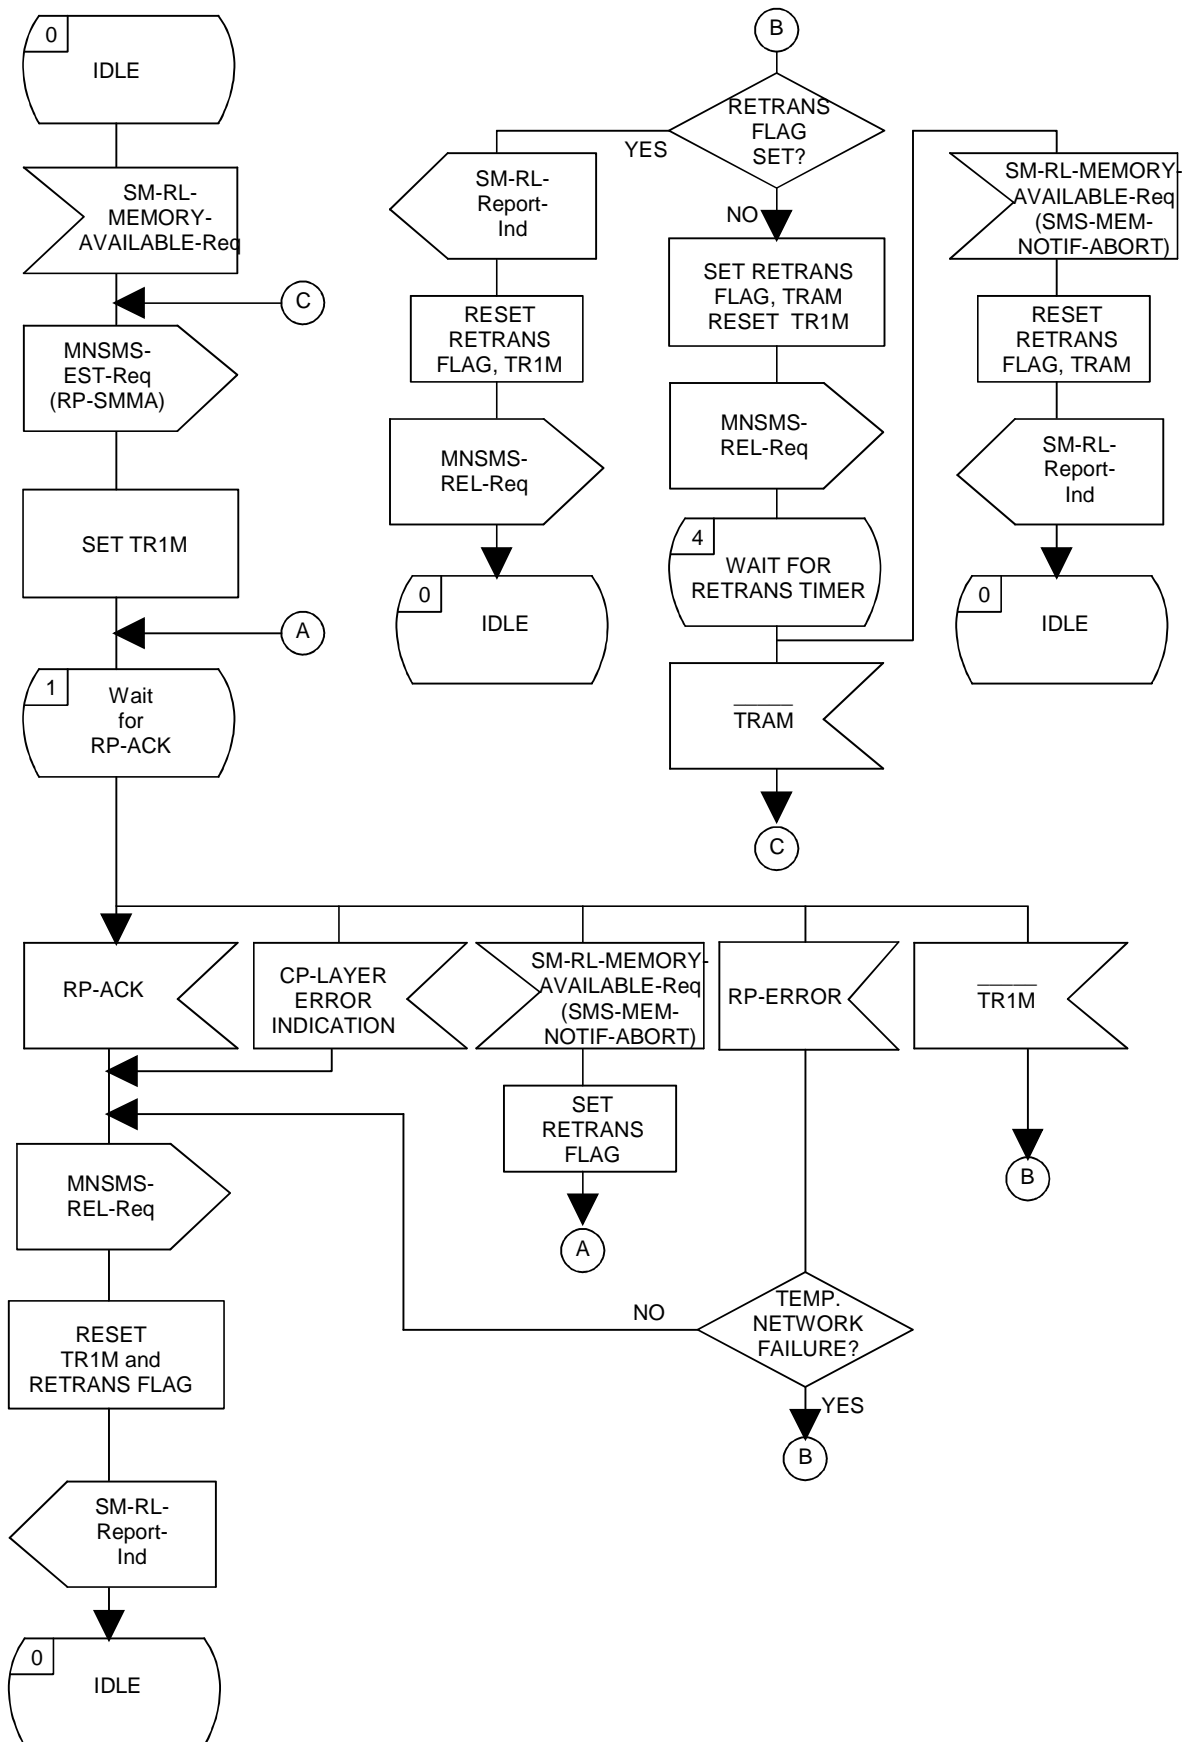 0
IDLE
SM-RL-
MEMORY-
AVAILABLE-Req
C
MNSMS-
EST-Req
(RP-SMMA)
SET TR1M
A
1
Wait
for
RP-ACK
B
RETRANS
FLAG
SET?
YES
NO
SM-RL-
Report-
Ind
RESET
RETRANS
FLAG, TR1M
MNSMS-
REL-Req
0
IDLE
SET RETRANS
FLAG, TRAM
RESET TR1M
MNSMS-
REL-Req
4
WAIT FOR
RETRANS TIMER
TRAM
C
SM-RL-MEMORY-
AVAILABLE-Req
(SMS-MEM-
NOTIF-ABORT)
RESET
RETRANS
FLAG, TRAM
SM-RL-
Report-
Ind
0
IDLE
RP-ACK
CP-LAYER
ERROR
INDICATION
SM-RL-MEMORY-
AVAILABLE-Req
(SMS-MEM-
NOTIF-ABORT)
RP-ERROR
TR1M
SET
RETRANS
FLAG
A
B
MNSMS-
REL-Req
NO
TEMP.
NETWORK
FAILURE?
YES
B
RESET
TR1M and
RETRANS FLAG
SM-RL-
Report-
Ind
0
IDLE